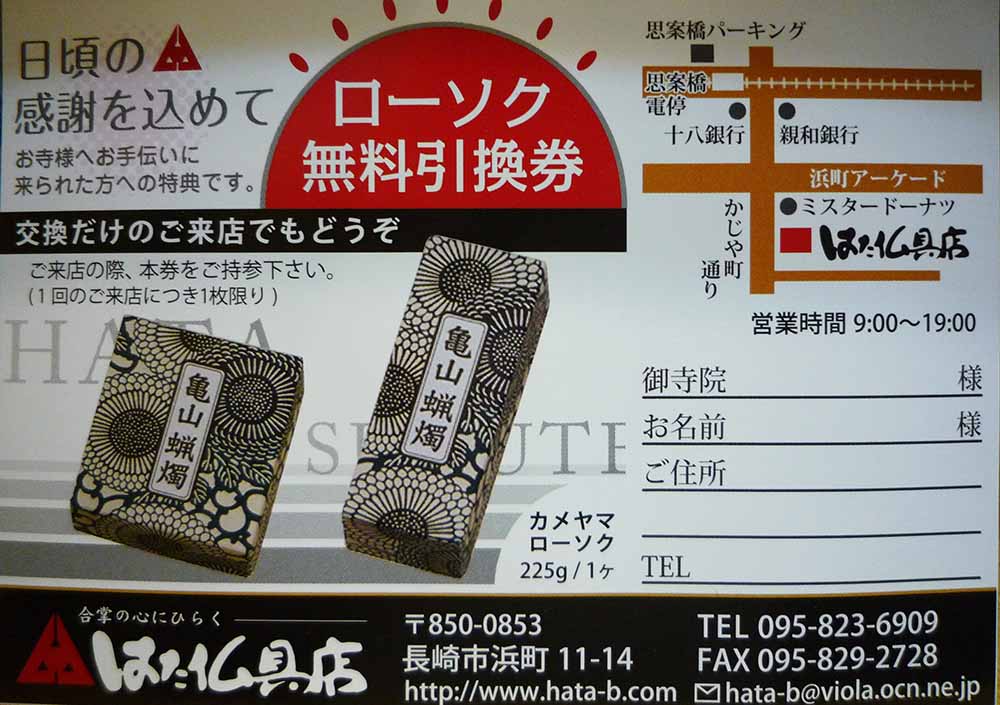 日頃の
感謝を込めて
お寺様へお手伝いに
来られた方への特典です。
ローソク
無料引換券
交換だけのご来店でもどうぞ
ご来店の際、本券をご持参下さい。
(1回のご来店につき1枚限り)
HATA
亀山蝋燭
亀山蝋燭
カメヤマ
ローソク
225g / 1ヶ
思案橋パーキング
思案橋
電停
十八銀行
親和銀行
浜町アーケード
ミスタードーナツ
はた仏具店
かじや町
通り
営業時間 9:00〜19:00
御寺院 様
お名前 様
ご住所
TEL
合掌の心にひらく
はた仏具店
〒850-0853
長崎市浜町 11-14
http://www.hata-b.com
TEL 095-823-6909
FAX 095-829-2728
hata-b@viola.ocn.ne.jp